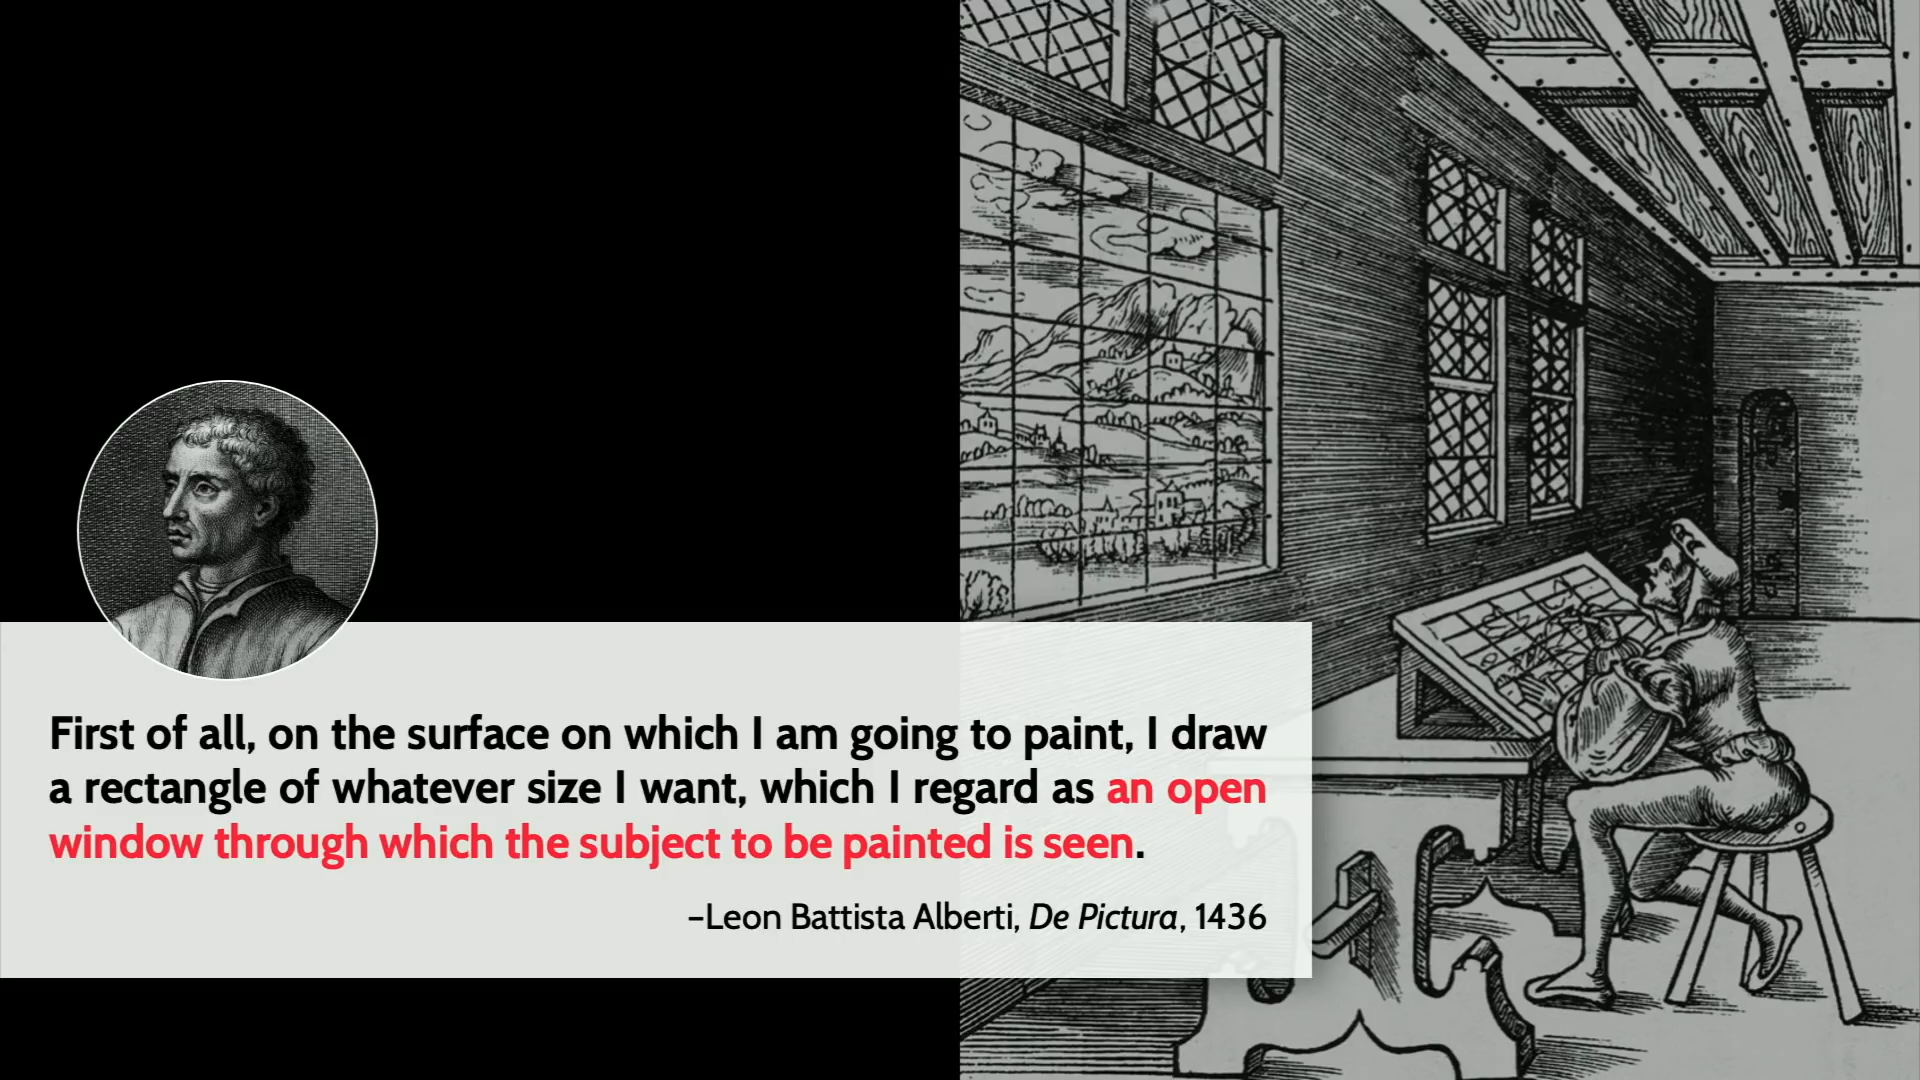 First of all, on the surface on which I am going to paint, I draw
a rectangle of whatever size I want, which I regard as an open
window through which the subject to be painted is seen.
–Leon Battista Alberti, De Pictura, 1436